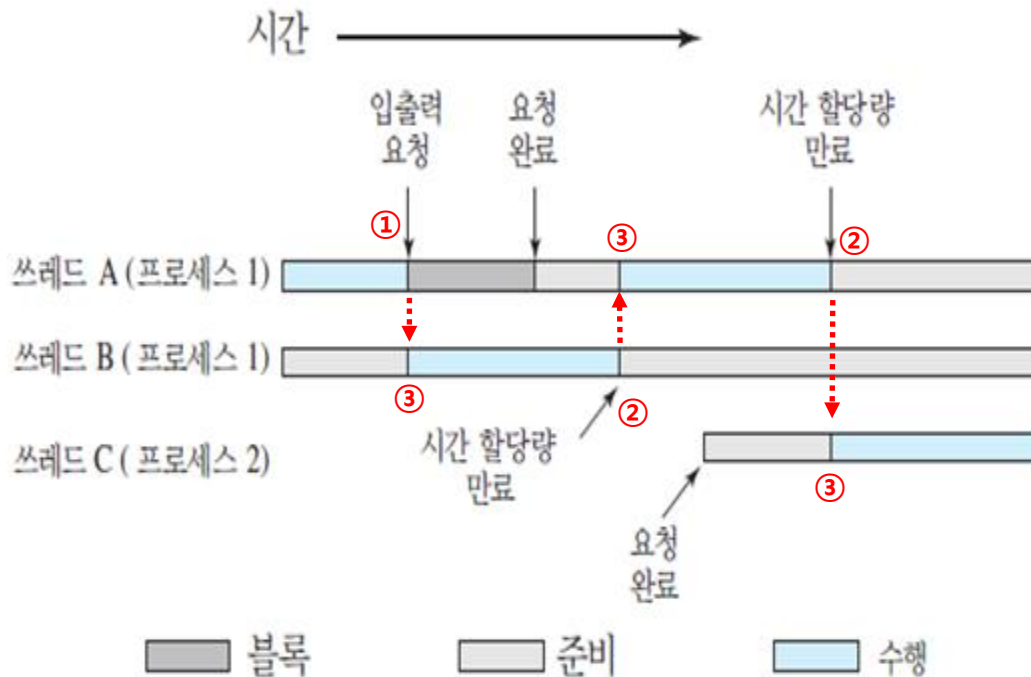 시간
입출력
요청
요청
완료
시간 할당량
만료
①
③
②
쓰레드 A (프로세스 1)
쓰레드 B ( 프로세스 1)
③
②
시간 할당량
만료
쓰레드 C ( 프로세스 2)
③
요청
완료
블록
준비
수행